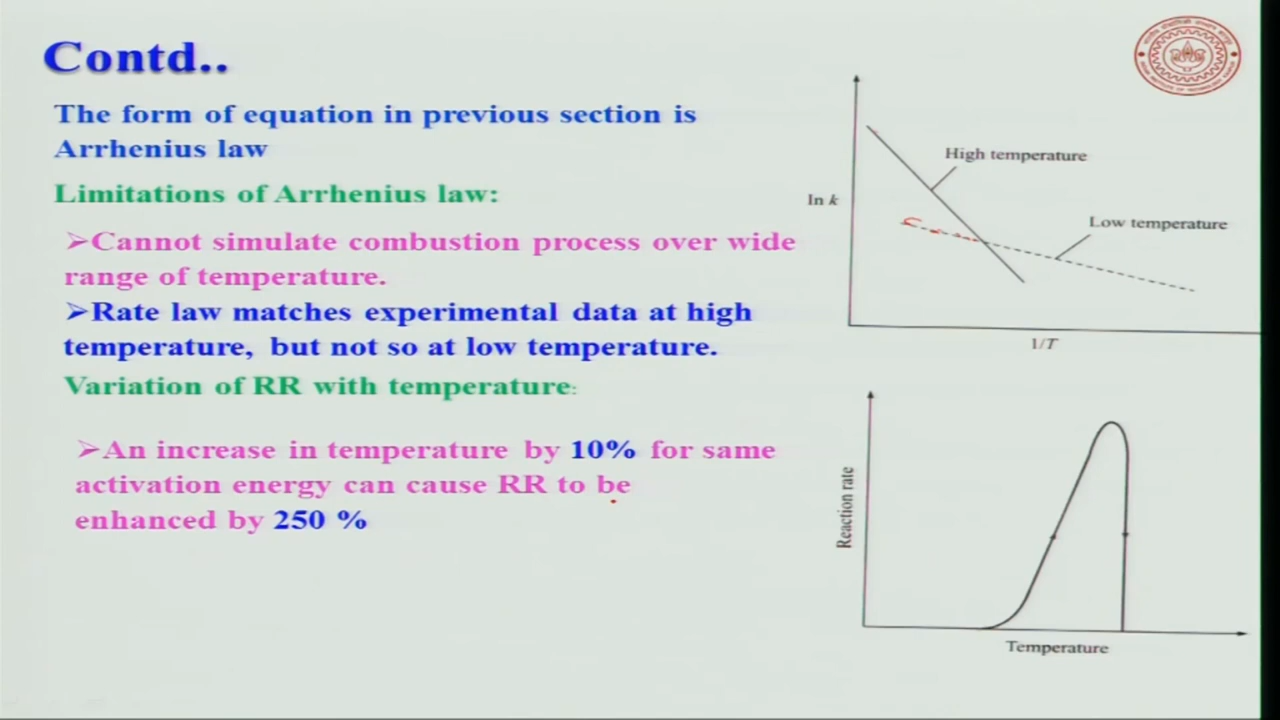 Contd..
The form of equation in previous section is
Arrhenius law
Limitations of Arrhenius law:
➢Cannot simulate combustion process over wide
range of temperature.
➢Rate law matches experimental data at high
temperature, but not so at low temperature.
Variation of RR with temperature:
➢An increase in temperature by 10% for same
activation energy can cause RR to be
enhanced by 250 %
High temperature
ln k
Low temperature
1/T
Reaction rate
Temperature